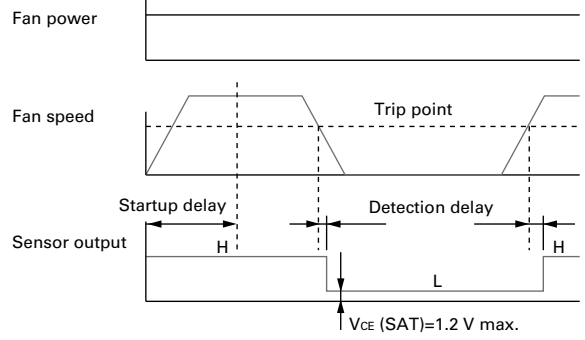 Fan power
Fan speed
Trip point
Startup delay
Detection delay
Sensor output
H
H
L
VCE (SAT)=1.2 V max.